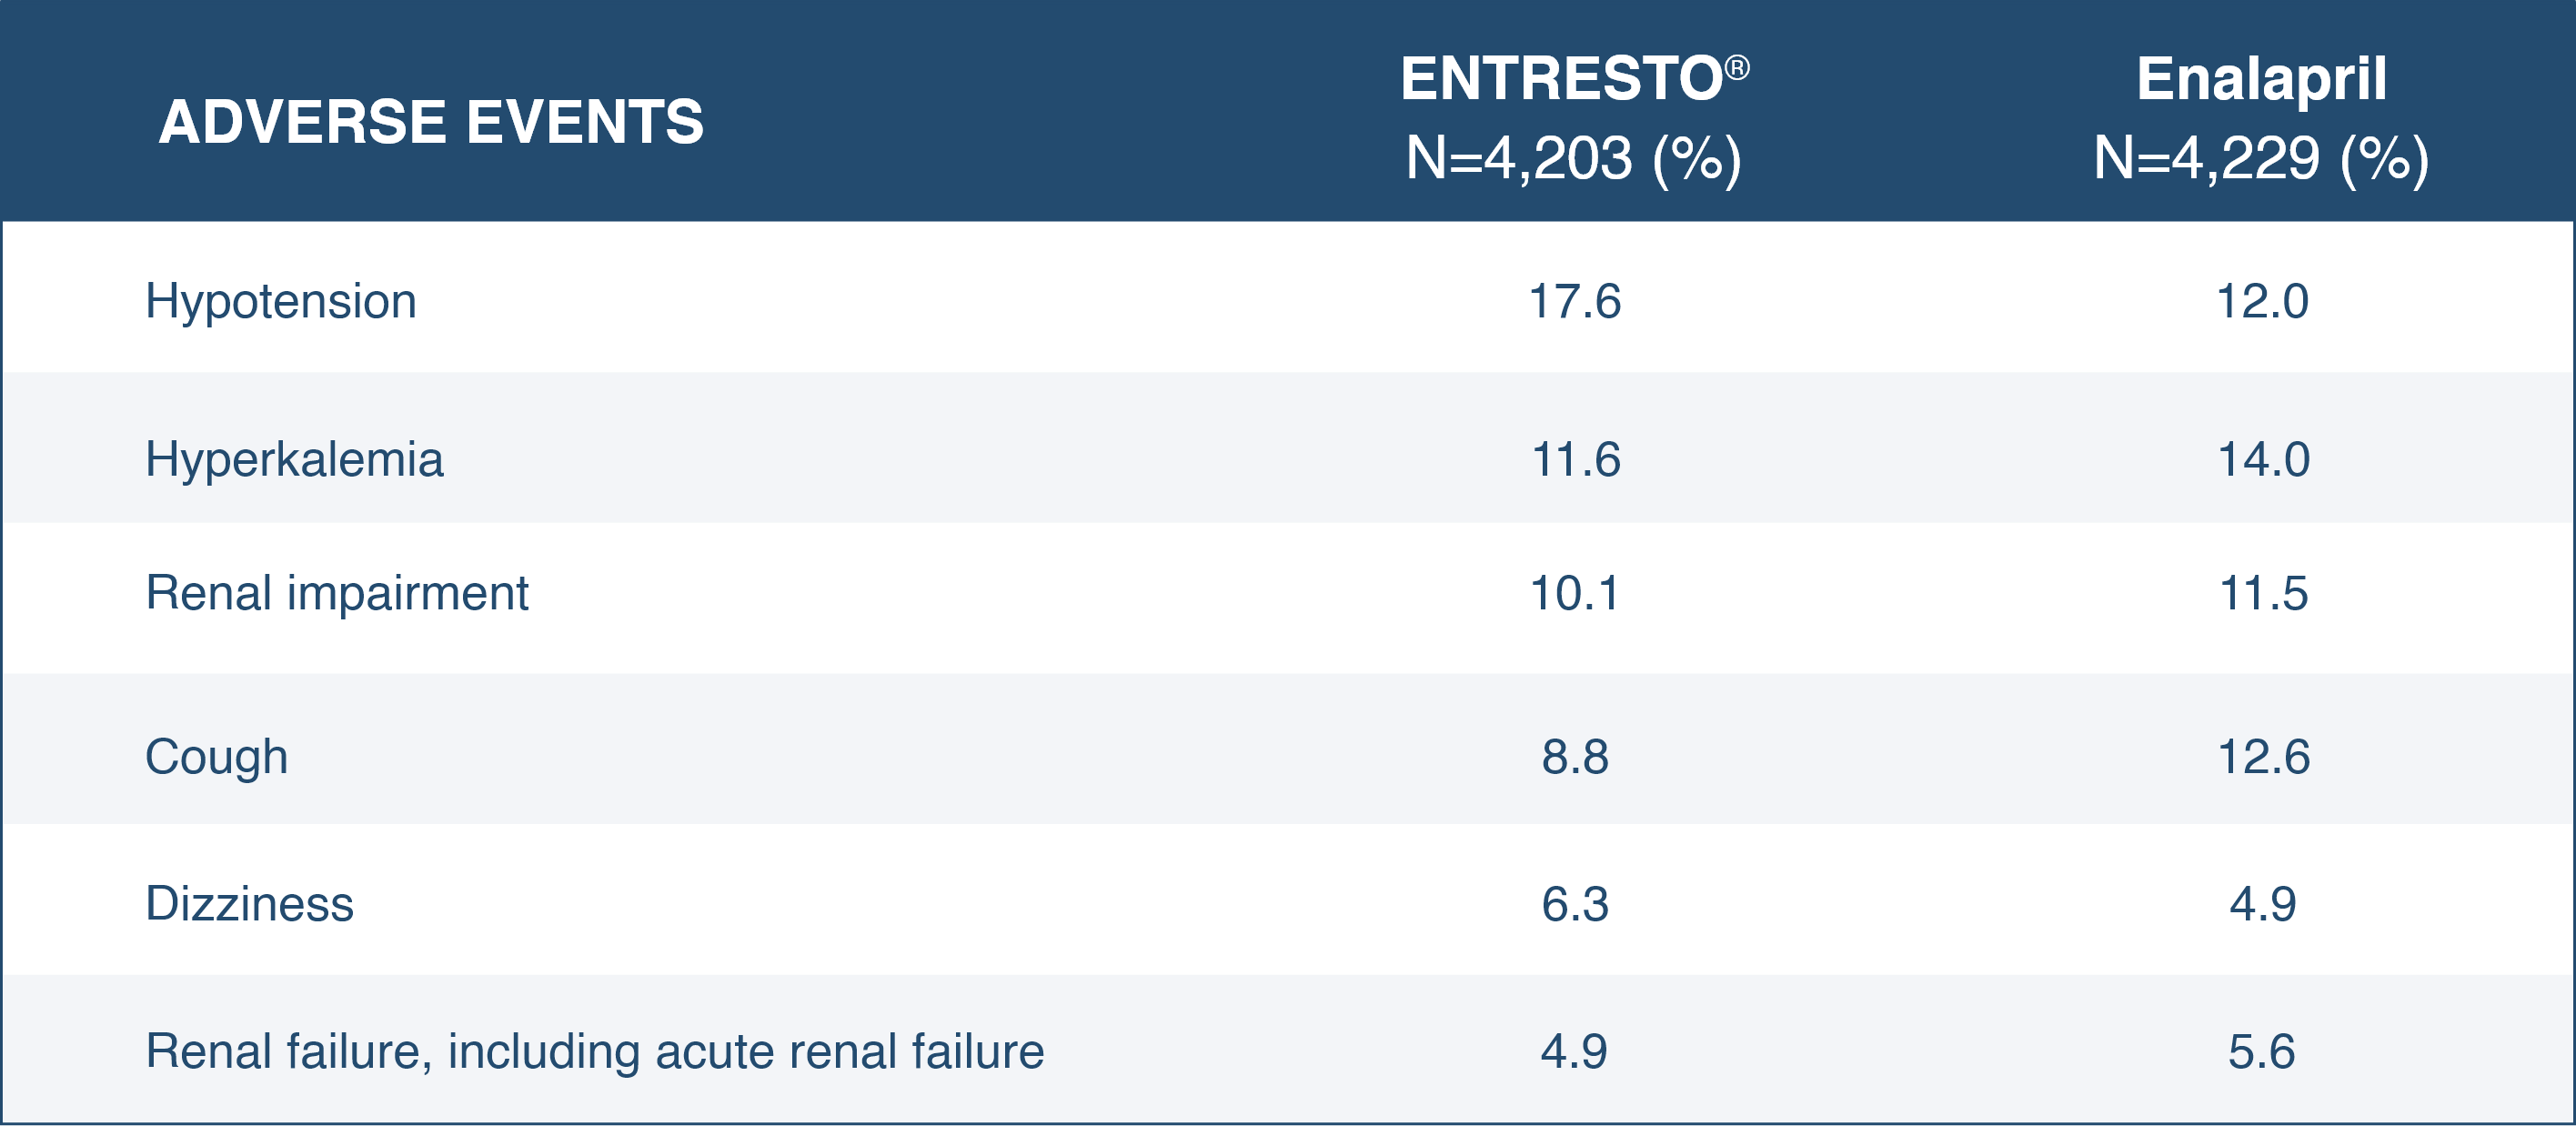 ADVERSE EVENTS ENTRESTO® Enalapril
N=4,203 (%) N=4,229 (%)
Hypotension 17.6 12.0
Hyperkalemia 11.6 14.0
Renal impairment 10.1 11.5
Cough 8.8 12.6
Dizziness 6.3 4.9
Renal failure, including acute renal failure 4.9 5.6